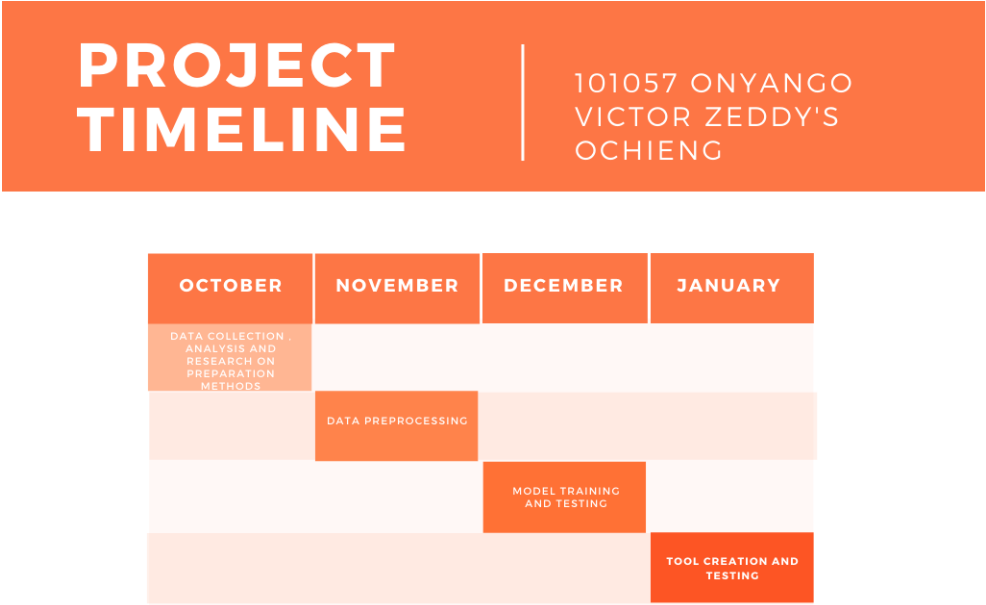 PROJECT
TIMELINE
101057 ONYANGO
VICTOR ZEDDY'S
OCHIENG
OCTOBER
NOVEMBER
DECEMBER
JANUARY
DATA COLLECTION ,
ANALYSIS AND
RESEARCH ON
PREPARATION
METHODS
DATA PREPROCESSING
MODEL TRAINING
AND TESTING
TOOL CREATION AND
TESTING